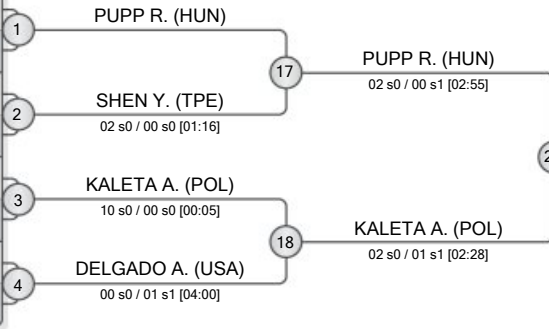 1
PUPP R. (HUN)
17
PUPP R. (HUN)
02 s0 / 00 s1 [02:55]
2
SHEN Y. (TPE)
02 s0 / 00 s0 [01:16]
3
KALETA A. (POL)
10 s0 / 00 s0 [00:05]
18
KALETA A. (POL)
02 s0 / 01 s1 [02:28]
4
DELGADO A. (USA)
00 s0 / 01 s1 [04:00]